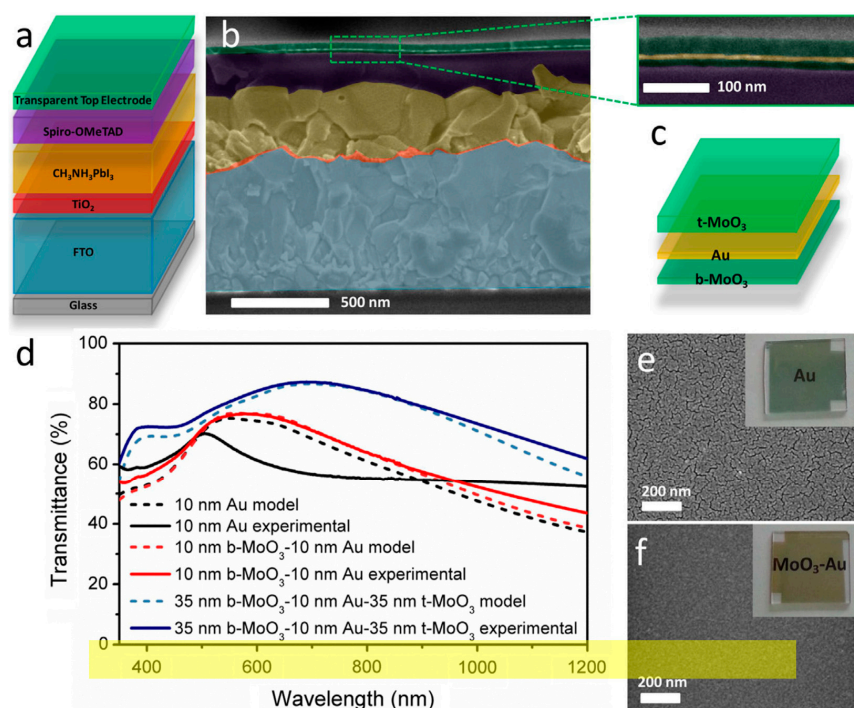 a
Transparent Top Electrode
Spiro-OMeTAD
CH₃NH₃PbI₃
TiO₂
FTO
Glass
b
500 nm
100 nm
c
t-MoO₃
Au
b-MoO₃
d
Transmittance (%)
100
80
60
40
20
0
10 nm Au model
10 nm Au experimental
10 nm b-MoO₃-10 nm Au model
10 nm b-MoO₃-10 nm Au experimental
35 nm b-MoO₃-10 nm Au-35 nm t-MoO₃ model
35 nm b-MoO₃-10 nm Au-35 nm t-MoO₃ experimental
400 600 800 1000 1200
Wavelength (nm)
e
Au
200 nm
f
MoO₃-Au
200 nm